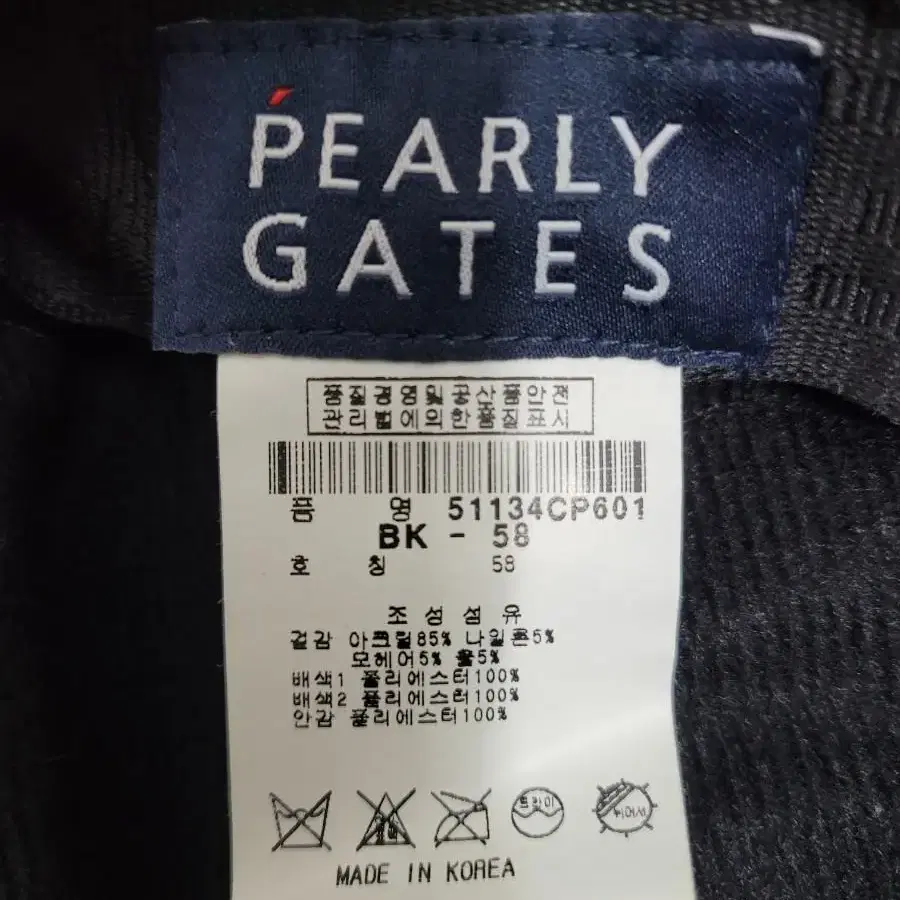 PEARLY
GATES
품질경영및공산품안전
관리법에의한품질표시
품 명 51134CP601
BK - 58
호 칭 58
조성섬유
겉감 아크릴85% 나일론5%
모헤어5% 울5%
배색1 폴리에스터100%
배색2 폴리에스터100%
안감 폴리에스터100%
드라이
뉘어서
MADE IN KOREA